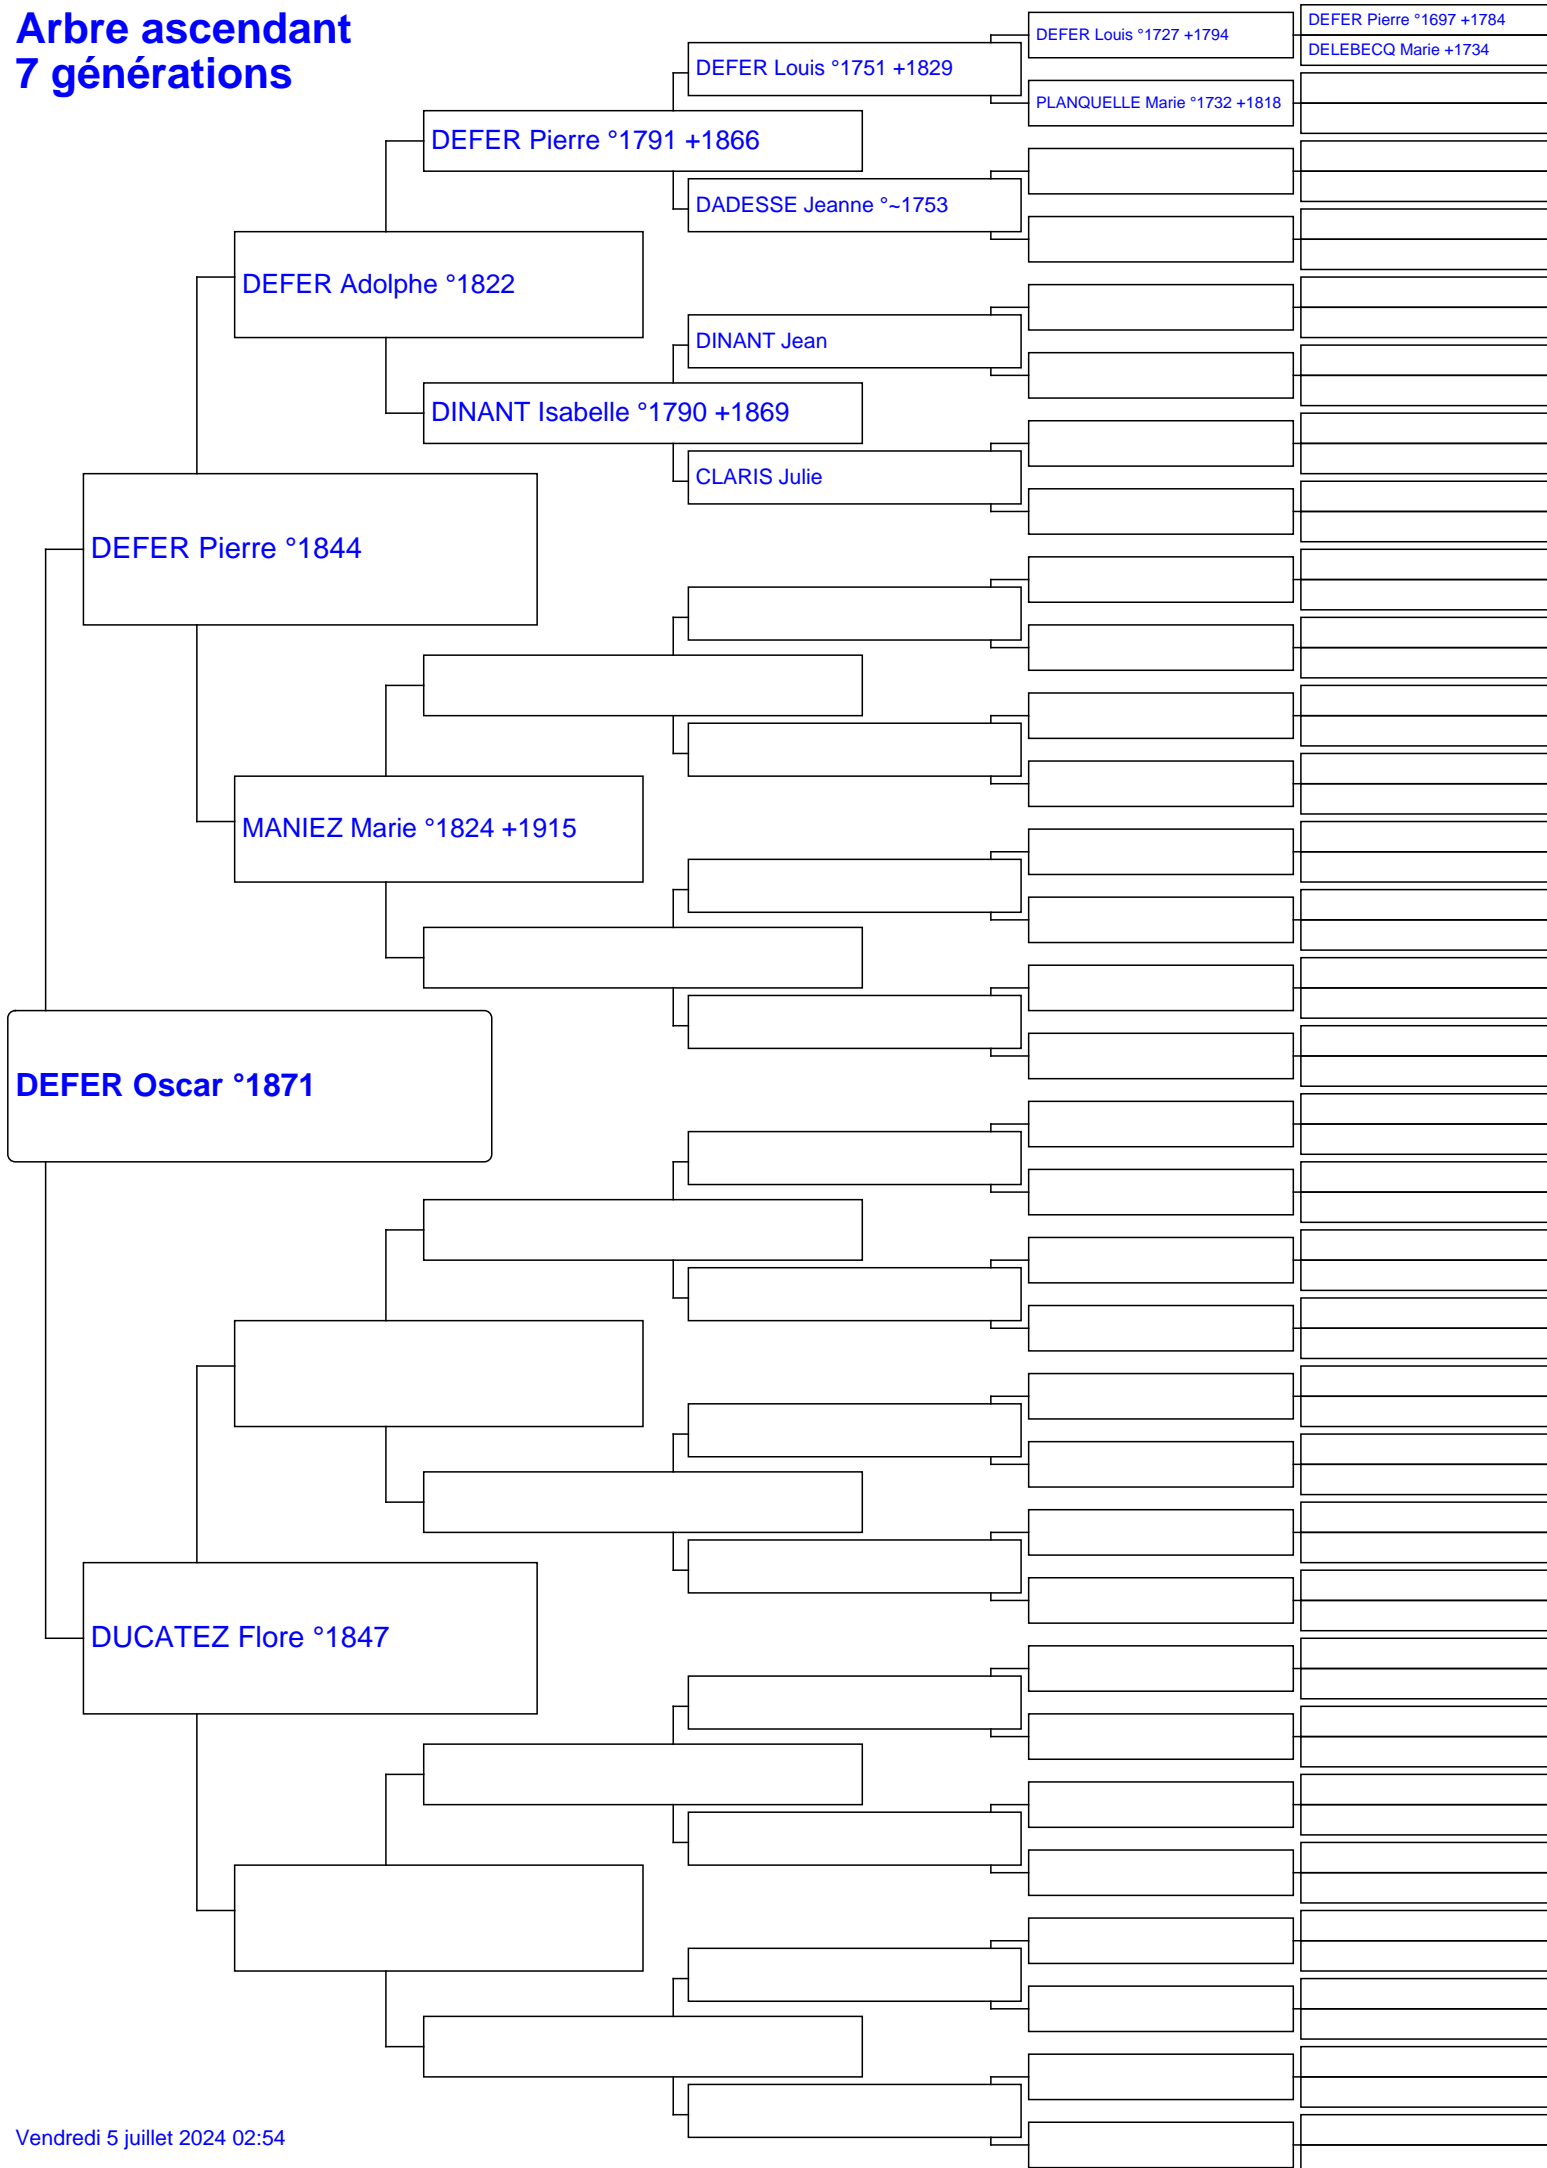 Arbre ascendant
7 générations
DEFER Louis °1727 +1794
DEFER Pierre °1697 +1784
DELEBECQ Marie +1734
DEFER Louis °1751 +1829
PLANQUELLE Marie °1732 +1818
DEFER Pierre °1791 +1866
DADESSE Jeanne °~1753
DEFER Adolphe °1822
DINANT Jean
DINANT Isabelle °1790 +1869
CLARIS Julie
DEFER Pierre °1844
MANIEZ Marie °1824 +1915
DEFER Oscar °1871
DUCATEZ Flore °1847
Vendredi 5 juillet 2024 02:54